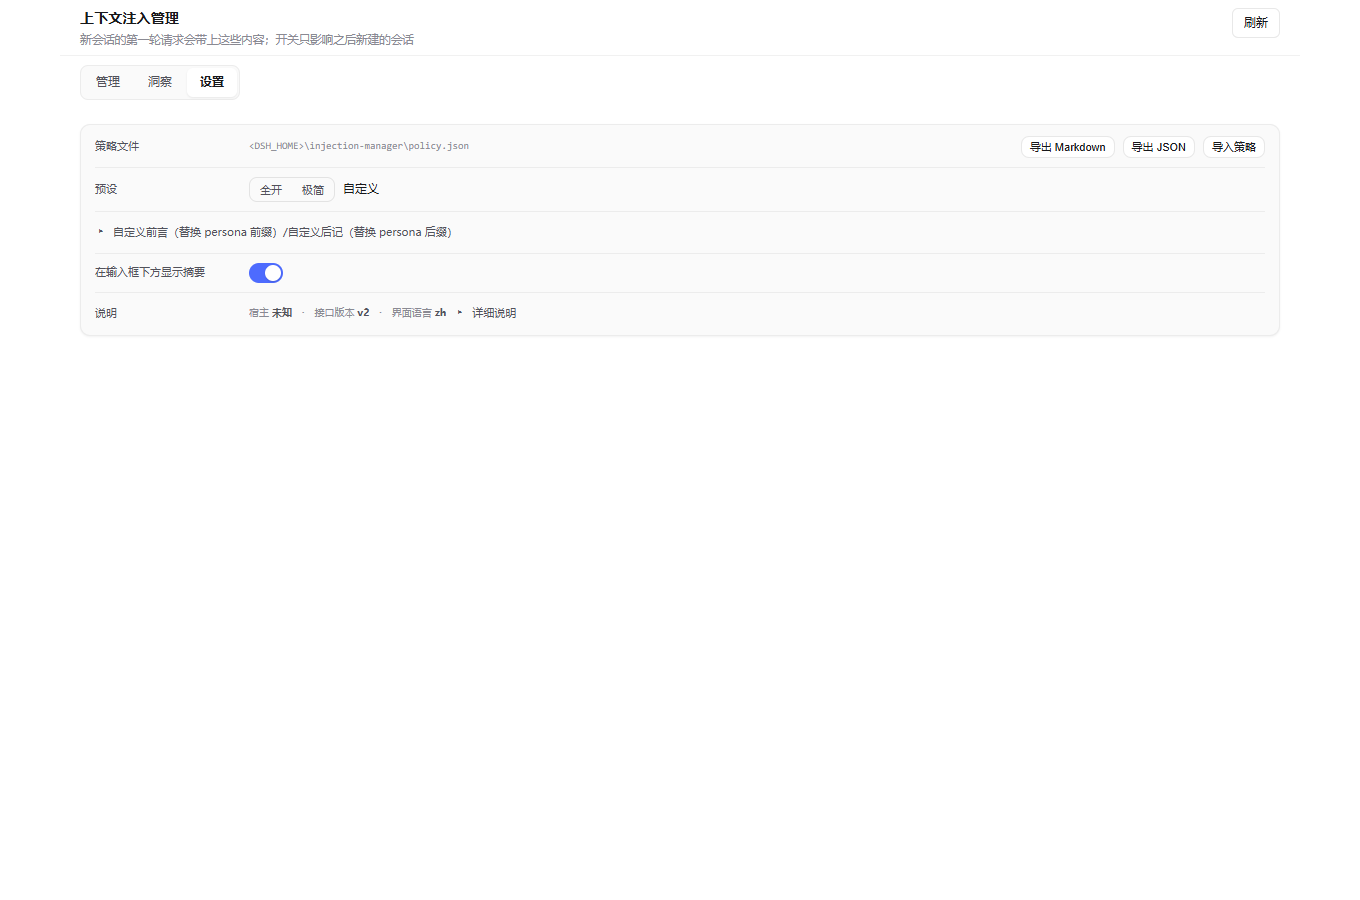 上下文注入管理
新会话的第一轮请求会带上这些内容；开关只影响之后新建的会话
刷新
管理 洞察 设置
策略文件 <DSH_HOME>\injection-manager\policy.json 导出 Markdown 导出 JSON 导入策略
预设 全开 极简 自定义
自定义前言（替换 persona 前缀）/自定义后记（替换 persona 后缀）
在输入框下方显示摘要
说明 宿主 未知 · 接口版本 v2 · 界面语言 zh 详细说明